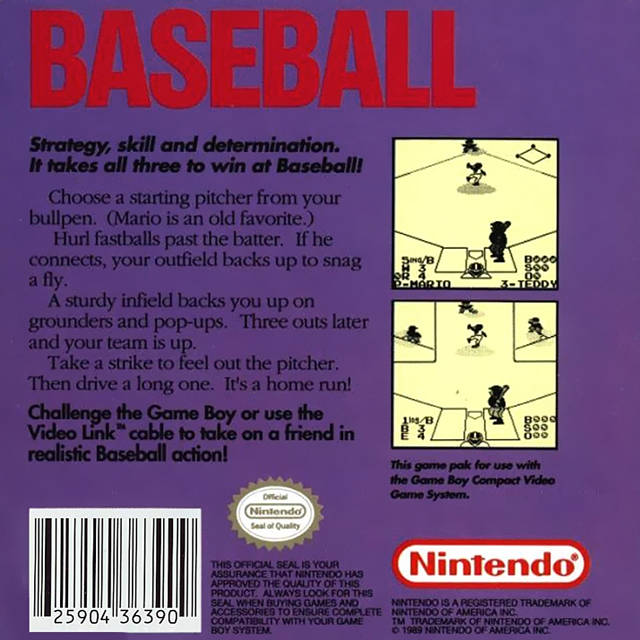 BASEBALL
Strategy, skill and determination.
It takes all three to win at Baseball!
Choose a starting pitcher from your
bullpen. (Mario is an old favorite.)
Hurl fastballs past the batter. If he
connects, your outfield backs up to snag
a fly.
A sturdy infield backs you up on
grounders and pop-ups. Three outs later
and your team is up.
Take a strike to feel out the pitcher.
Then drive a long one. It's a home run!
Challenge the Game Boy or use the
Video Link™ cable to take on a friend in
realistic Baseball action!
P-MARIO 3-TEDDY
This game pak for use with
the Game Boy Compact Video
Game System.
Official
Nintendo
Seal of Quality
25904 36390
THIS OFFICIAL SEAL IS YOUR
ASSURANCE THAT NINTENDO HAS
APPROVED THE QUALITY OF THIS
PRODUCT. ALWAYS LOOK FOR THIS
SEAL WHEN BUYING GAMES AND
ACCESSORIES TO ENSURE COMPLETE
COMPATIBILITY WITH YOUR GAME
BOY SYSTEM.
Nintendo®
NINTENDO IS A REGISTERED TRADEMARK OF
NINTENDO OF AMERICA INC.
TM TRADEMARK OF NINTENDO OF AMERICA INC.
© 1989 NINTENDO OF AMERICA INC.